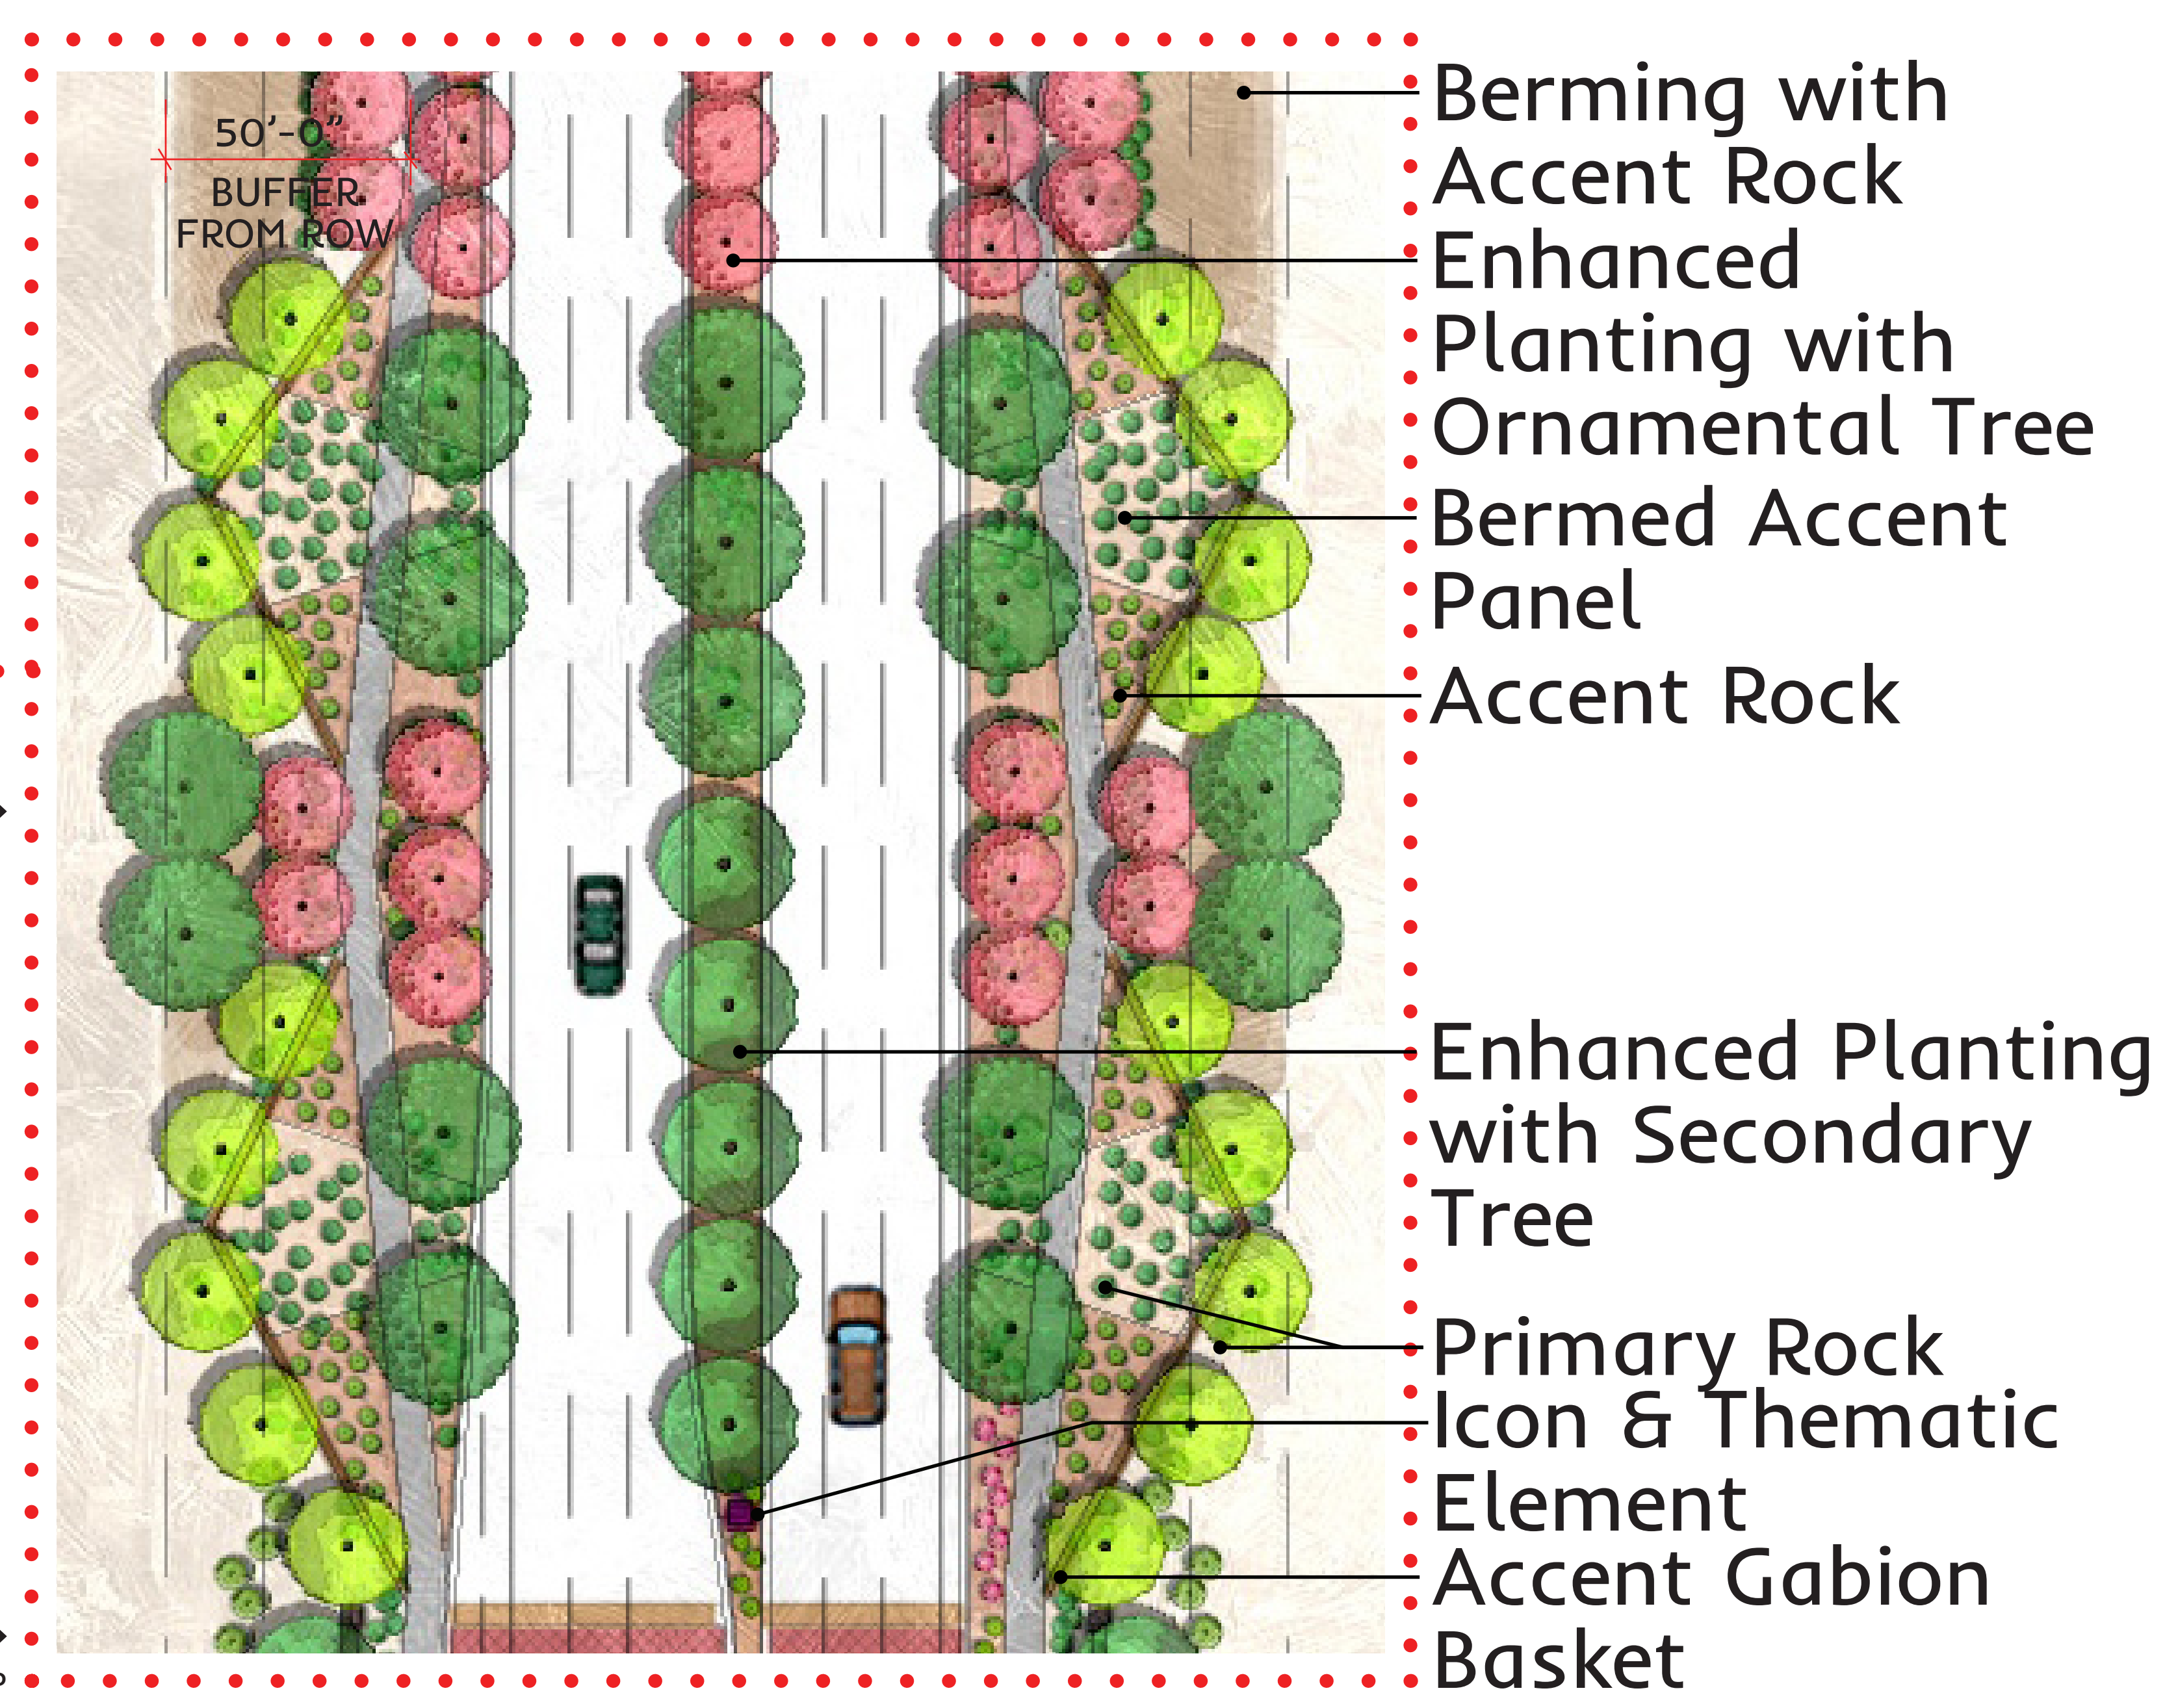 50’-0”
BUFFER
FROM ROW
Berming with
Accent Rock
Enhanced
Planting with
Ornamental Tree
Bermed Accent
Panel
Accent Rock
Enhanced Planting
with Secondary
Tree
Primary Rock
Icon & Thematic
Element
Accent Gabion
Basket